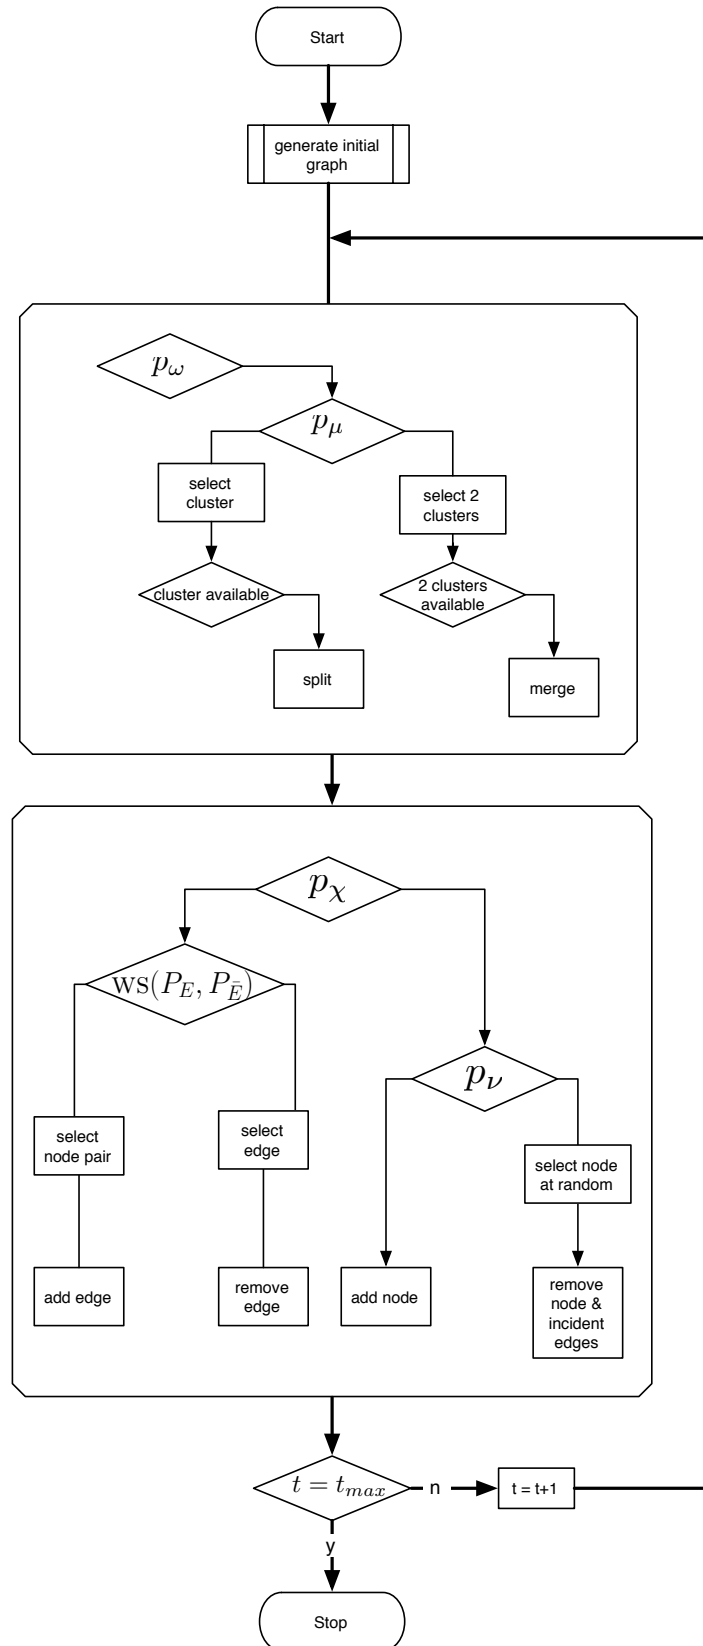 Start
generate initial
graph
p_ω
p_μ
select
cluster
select 2
clusters
cluster available
2 clusters
available
split
merge
p_χ
ws(P_E, P_Ē)
p_ν
select
node pair
select
edge
select node
at random
add edge
remove
edge
add node
remove
node &
incident
edges
t = t_max
n
t = t+1
y
Stop